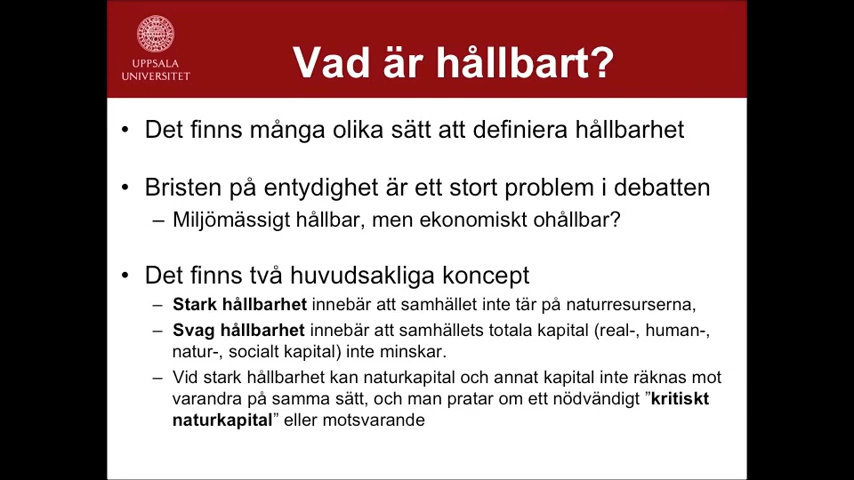 UPPSALA
UNIVERSITET
Vad är hållbart?
• Det finns många olika sätt att definiera hållbarhet
• Bristen på entydighet är ett stort problem i debatten
– Miljömässigt hållbar, men ekonomiskt ohållbar?
• Det finns två huvudsakliga koncept
– Stark hållbarhet innebär att samhället inte tär på naturresurserna,
– Svag hållbarhet innebär att samhällets totala kapital (real-, human-,
natur-, socialt kapital) inte minskar.
– Vid stark hållbarhet kan naturkapital och annat kapital inte räknas mot
varandra på samma sätt, och man pratar om ett nödvändigt ”kritiskt
naturkapital” eller motsvarande